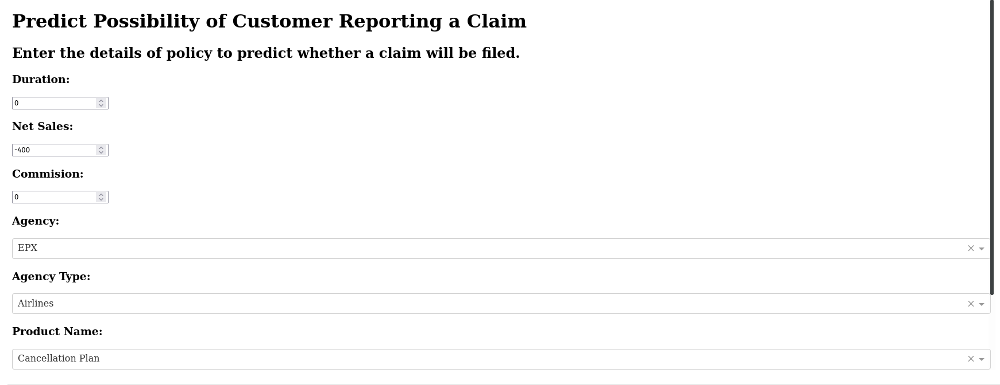 Predict Possibility of Customer Reporting a Claim
Enter the details of policy to predict whether a claim will be filed.
Duration:
0
Net Sales:
-400
Commision:
0
Agency:
EPX
Agency Type:
Airlines
Product Name:
Cancellation Plan